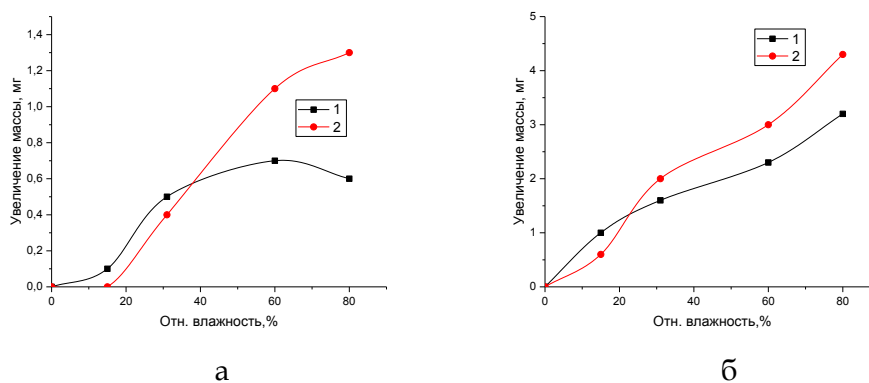 Увеличение массы, мг
1,4
1,2
1,0
0,8
0,6
0,4
0,2
0,0
0 20 40 60 80
Отн. влажность,%
1
2
а
Увеличение массы, мг
5
4
3
2
1
0
0 20 40 60 80
Отн. влажность,%
1
2
б